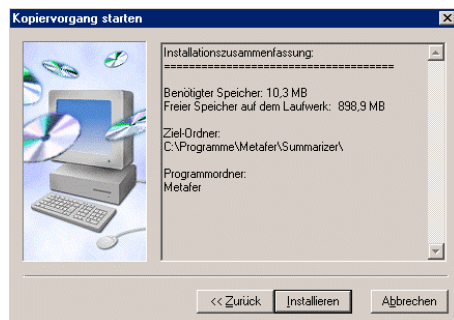 Kopiervorgang starten
Installationszusammenfassung:
========================================
Benötigter Speicher: 10,3 MB
Freier Speicher auf dem Laufwerk: 898,9 MB
Ziel-Ordner:
C:\Programme\Metafer\Summarizer\
Programmordner:
Metafer
<< Zurück Installieren Abbrechen